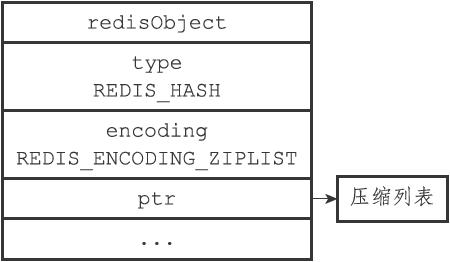 redisObject
type
REDIS_HASH
encoding
REDIS_ENCODING_ZIPLIST
ptr
压缩列表
...